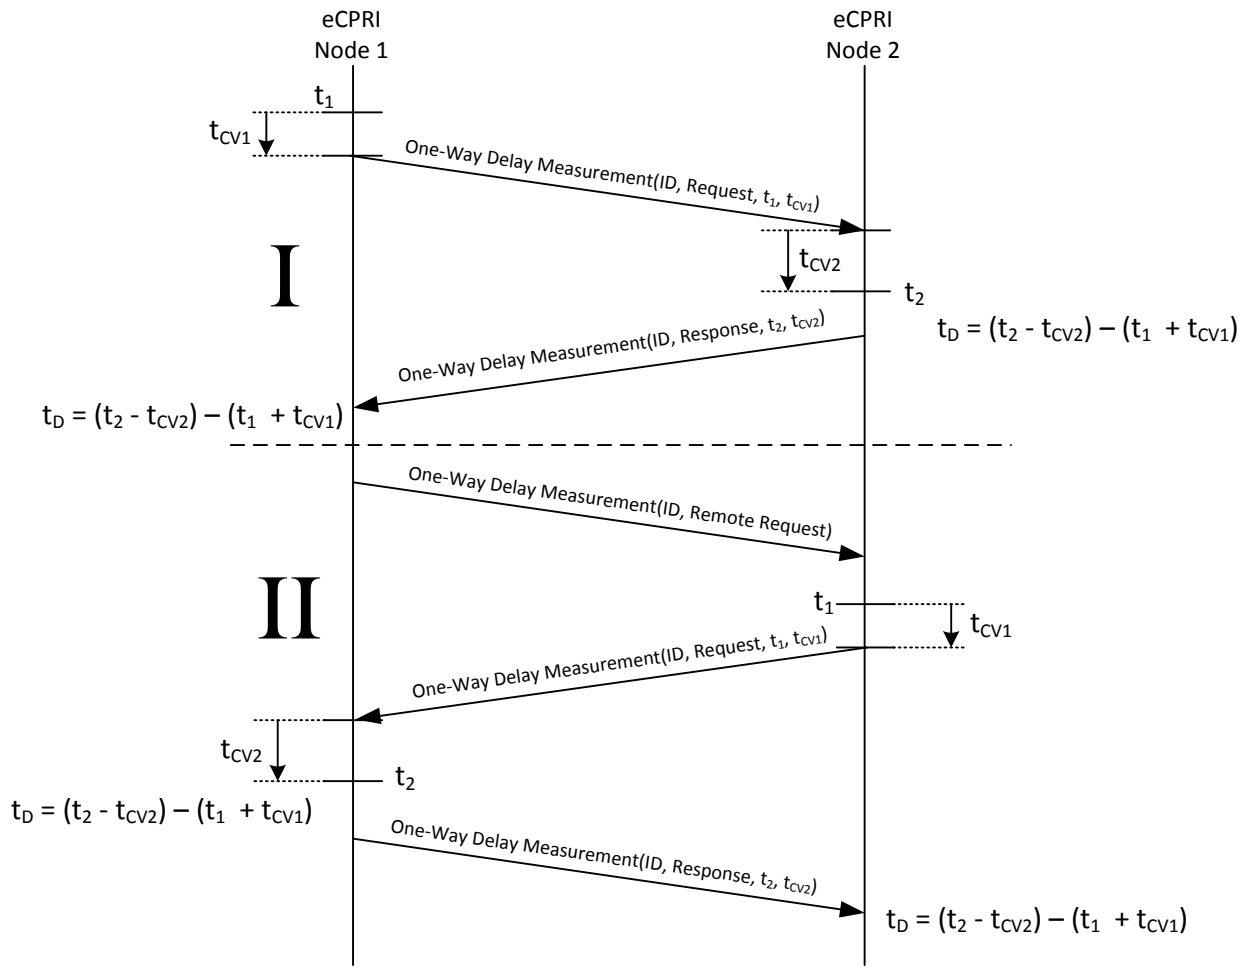 eCPRI
Node 1
eCPRI
Node 2
t1
tCV1
One-Way Delay Measurement(ID, Request, t1, tCV1)
I
tCV2
t2
tD = (t2 - tCV2) – (t1 + tCV1)
One-Way Delay Measurement(ID, Response, t2, tCV2)
tD = (t2 - tCV2) – (t1 + tCV1)
One-Way Delay Measurement(ID, Remote Request)
II
t1
tCV1
One-Way Delay Measurement(ID, Request, t1, tCV1)
tCV2
t2
tD = (t2 - tCV2) – (t1 + tCV1)
One-Way Delay Measurement(ID, Response, t2, tCV2)
tD = (t2 - tCV2) – (t1 + tCV1)